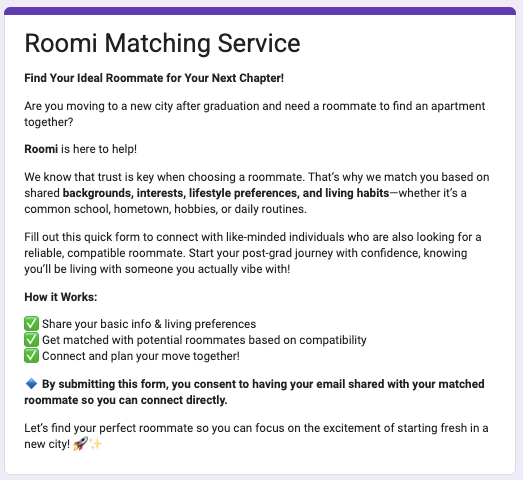 Roomi Matching Service
Find Your Ideal Roommate for Your Next Chapter!
Are you moving to a new city after graduation and need a roommate to find an apartment
together?
Roomi is here to help!
We know that trust is key when choosing a roommate. That's why we match you based on
shared backgrounds, interests, lifestyle preferences, and living habits—whether it's a
common school, hometown, hobbies, or daily routines.
Fill out this quick form to connect with like-minded individuals who are also looking for a
reliable, compatible roommate. Start your post-grad journey with confidence, knowing
you'll be living with someone you actually vibe with!
How it Works:
✅ Share your basic info & living preferences
✅ Get matched with potential roommates based on compatibility
✅ Connect and plan your move together!
🔹 By submitting this form, you consent to having your email shared with your matched
roommate so you can connect directly.
Let's find your perfect roommate so you can focus on the excitement of starting fresh in a
new city! 🚀✨